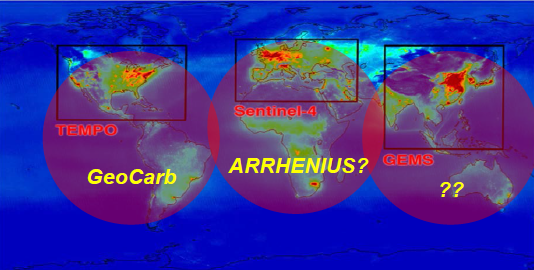 Sentinel-4
TEMPO
GEMS
GeoCarb
ARRHENIUS?
??